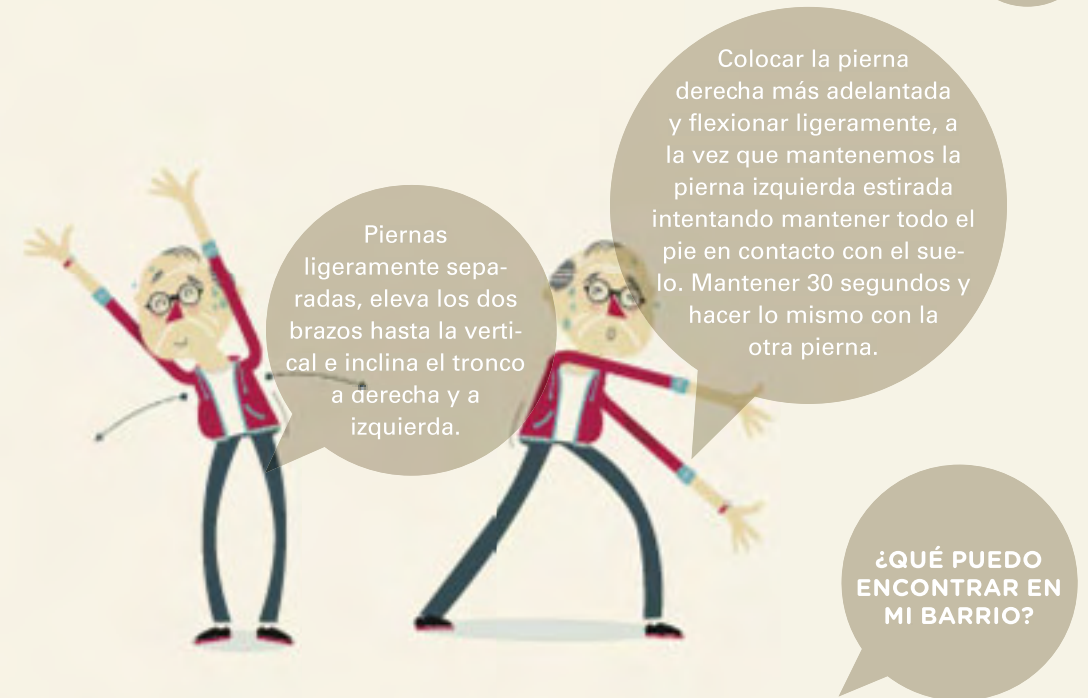 Piernas
ligeramente sepa-
radas, eleva los dos
brazos hasta la verti-
cal e inclina el tronco
a derecha y a
izquierda.
Colocar la pierna
derecha más adelantada
y flexionar ligeramente, a
la vez que mantenemos la
pierna izquierda estirada
intentando mantener todo el
pie en contacto con el sue-
lo. Mantener 30 segundos y
hacer lo mismo con la
otra pierna.
¿QUÉ PUEDO
ENCONTRAR EN
MI BARRIO?